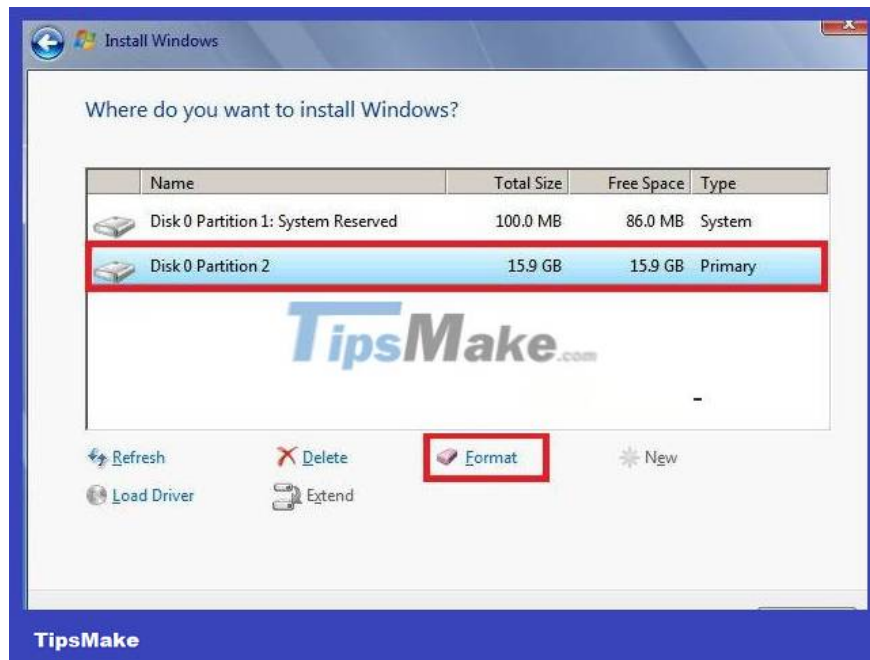 Install Windows
Where do you want to install Windows?
Name Total Size Free Space Type
Disk 0 Partition 1: System Reserved 100.0 MB 86.0 MB System
Disk 0 Partition 2 15.9 GB 15.9 GB Primary
TipsMake.com
Refresh Delete Format New
Load Driver Extend
TipsMake